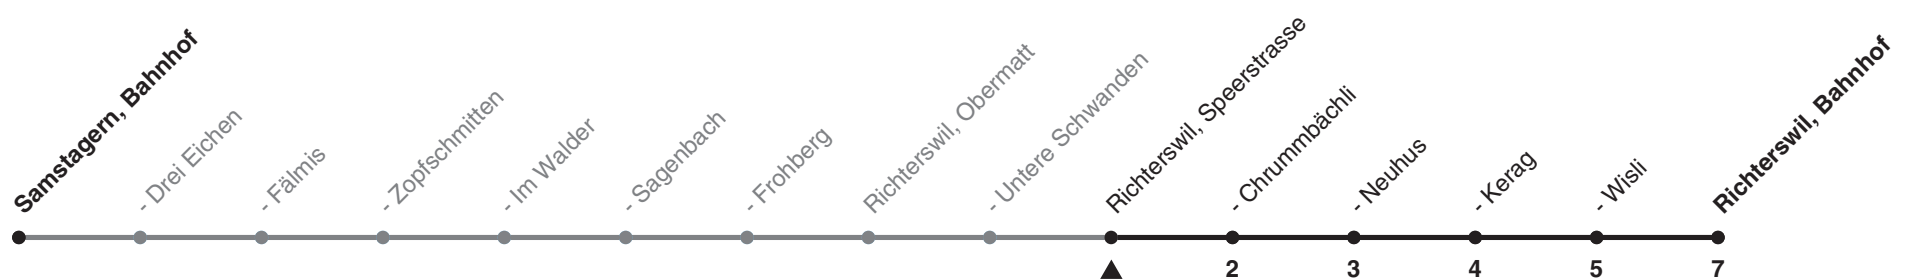 Samstagern, Bahnhof
- Drei Eichen
- Fälmis
- Zopfschmitten
- Im Walder
- Sagenbach
- Frohberg
Richterswil, Obermatt
- Untere Schwanden
Richterswil, Speerstrasse
- Chrummbächli
- Neuhus
- Kerag
- Wisli
Richterswil, Bahnhof
2 3 4 5 7